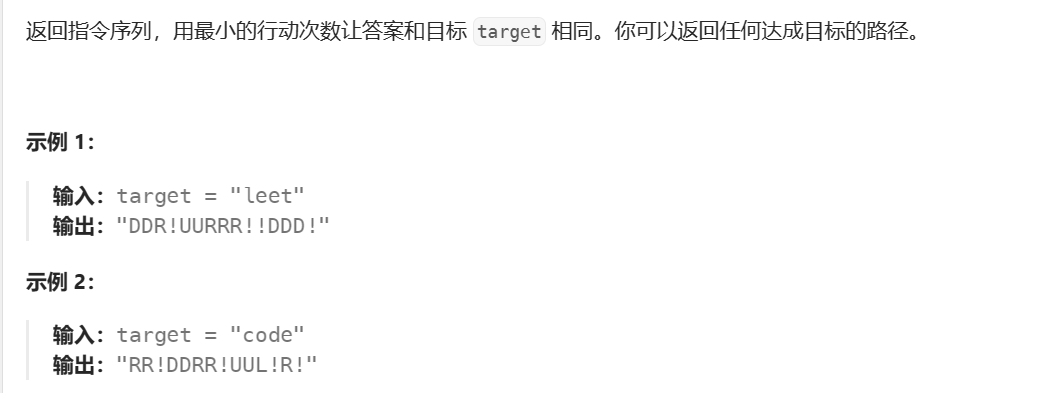 返回指令序列，用最小的行动次数让答案和目标 target 相同。你可以返回任何达成目标的路径。
示例 1：
输入：target = "leet"
输出："DDR!UURRR!!DDD!"
示例 2：
输入：target = "code"
输出："RR!DDRR!UUL!R!"